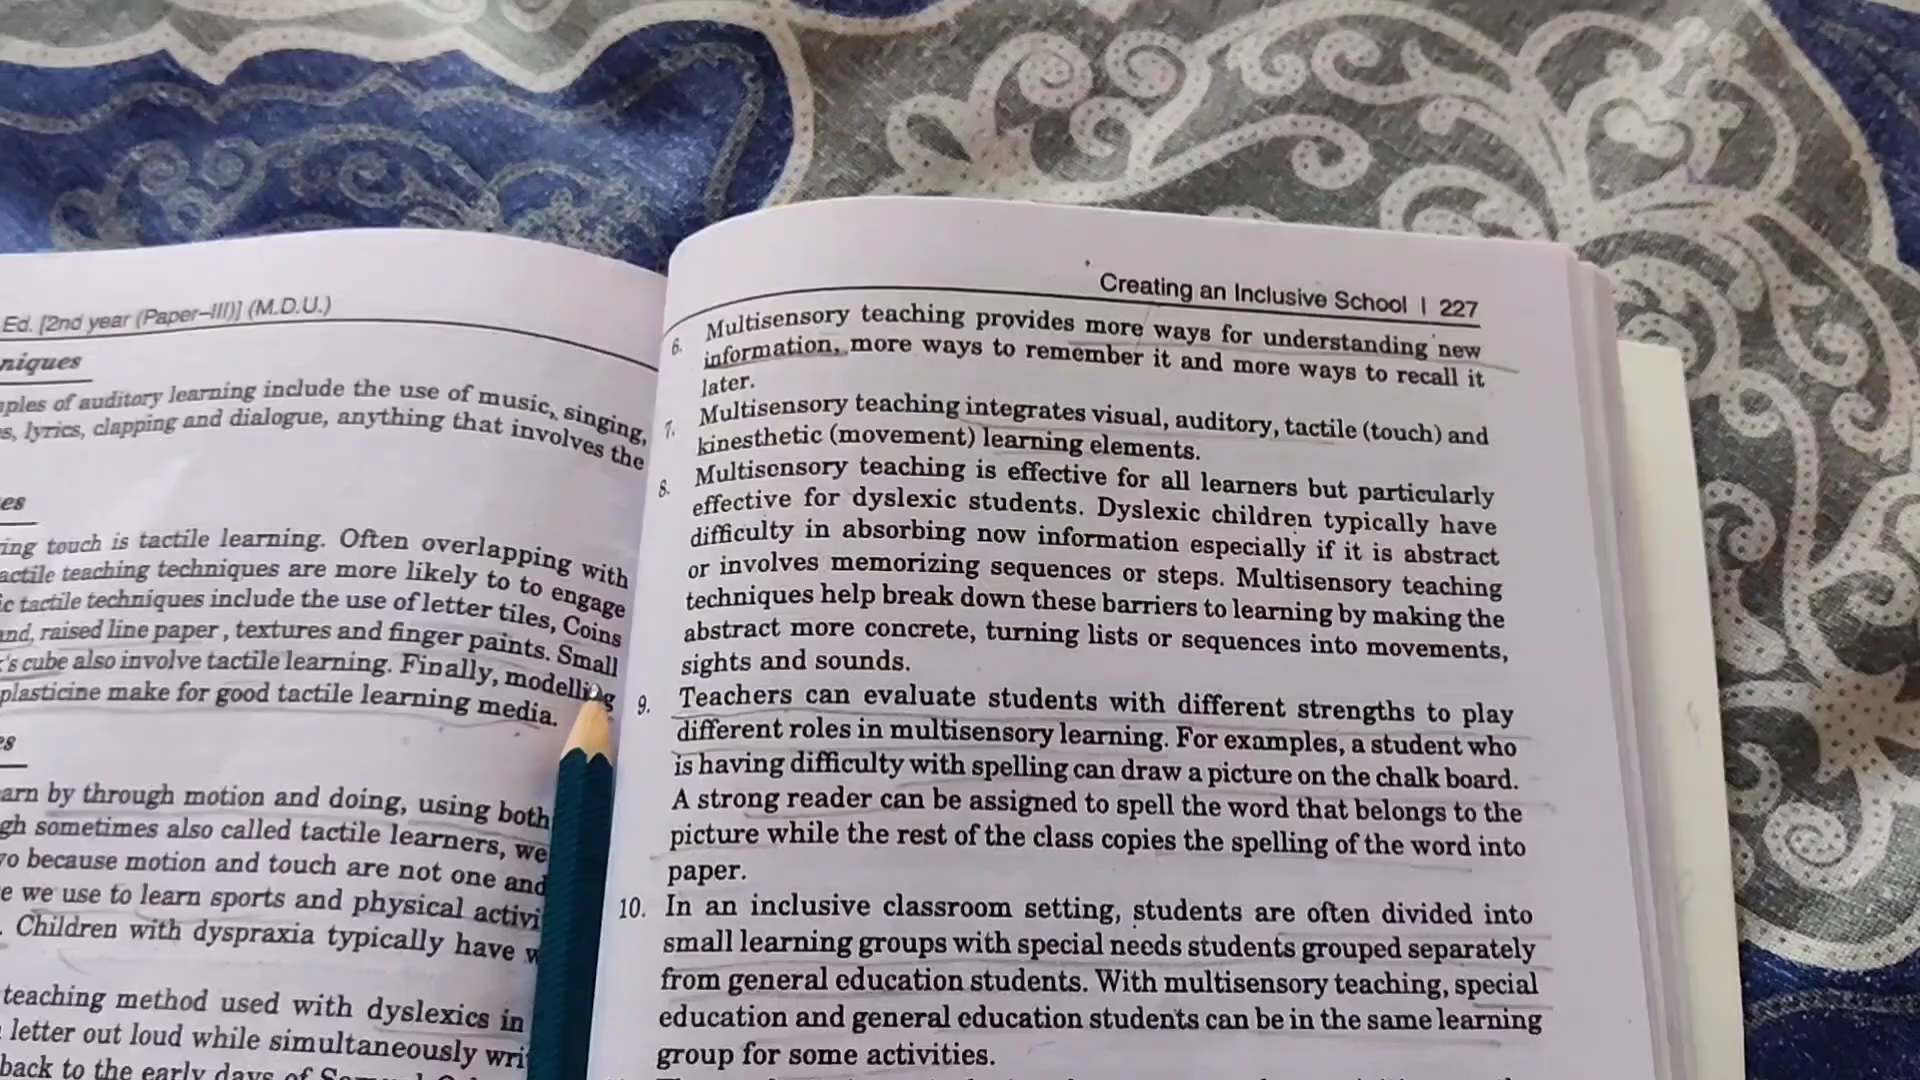 Ed. [2nd year (Paper-III)] (M.D.U.)
niques
ples of auditory learning include the use of music, singing,
s, lyrics, clapping and dialogue, anything that involves the
es
ing touch is tactile learning. Often overlapping with
actile teaching techniques are more likely to to engage
ic tactile techniques include the use of letter tiles, Coins
and, raised line paper, textures and finger paints. Small
's cube also involve tactile learning. Finally, modelling
plasticine make for good tactile learning media.
es
arn by through motion and doing, using both
gh sometimes also called tactile learners, we
because motion and touch are not one and
e we use to learn sports and physical activi
. Children with dyspraxia typically have w
teaching method used with dyslexics in
letter out loud while simultaneously wri
back to the early days of
Creating an Inclusive School | 227
6. Multisensory teaching provides more ways for understanding new
information, more ways to remember it and more ways to recall it
later.
7. Multisensory teaching integrates visual, auditory, tactile (touch) and
kinesthetic (movement) learning elements.
8. Multisensory teaching is effective for all learners but particularly
effective for dyslexic students. Dyslexic children typically have
difficulty in absorbing now information especially if it is abstract
or involves memorizing sequences or steps. Multisensory teaching
techniques help break down these barriers to learning by making the
abstract more concrete, turning lists or sequences into movements,
sights and sounds.
9. Teachers can evaluate students with different strengths to play
different roles in multisensory learning. For examples, a student who
is having difficulty with spelling can draw a picture on the chalk board.
A strong reader can be assigned to spell the word that belongs to the
picture while the rest of the class copies the spelling of the word into
paper.
10. In an inclusive classroom setting, students are often divided into
small learning groups with special needs students grouped separately
from general education students. With multisensory teaching, special
education and general education students can be in the same learning
group for some activities.